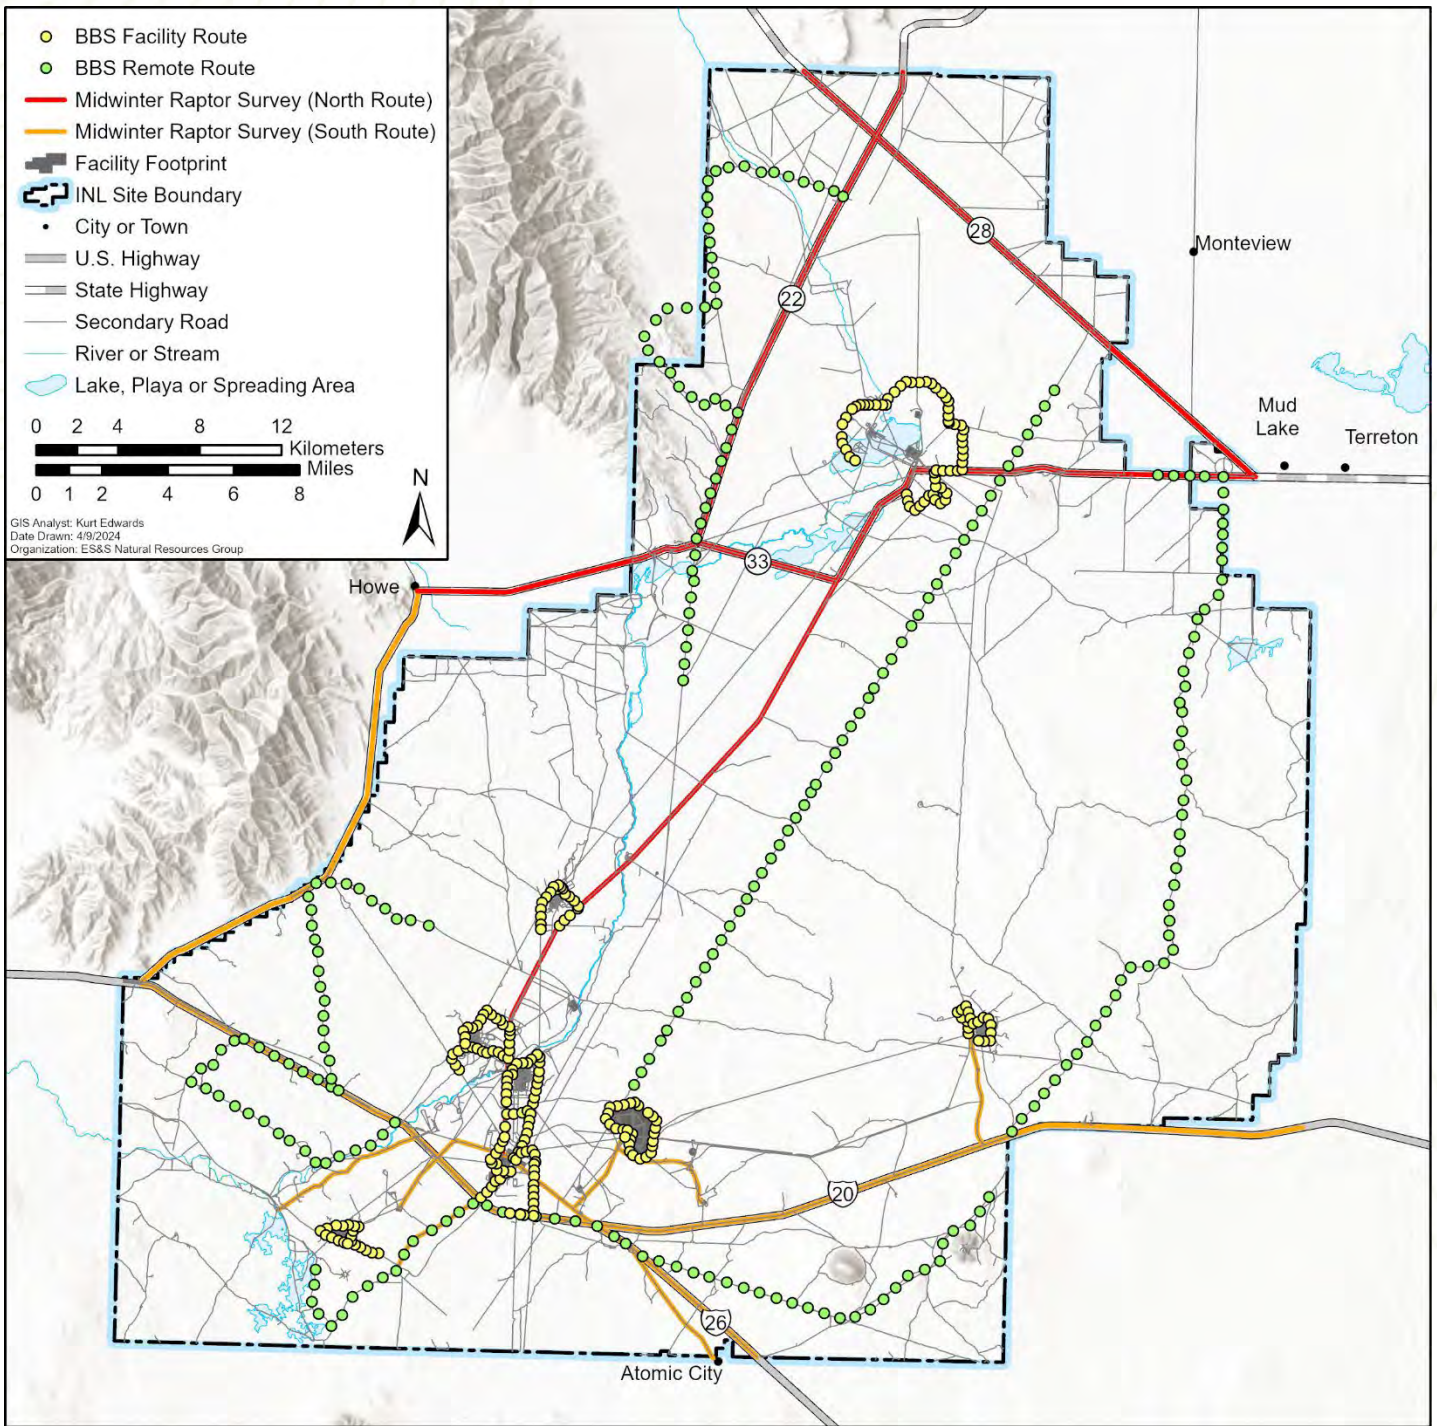 BBS Facility Route
BBS Remote Route
Midwinter Raptor Survey (North Route)
Midwinter Raptor Survey (South Route)
Facility Footprint
INL Site Boundary
City or Town
U.S. Highway
State Highway
Secondary Road
River or Stream
Lake, Playa or Spreading Area
0 2 4 8 12
Kilometers
Miles
0 1 2 4 6 8
N
GIS Analyst: Kurt Edwards
Date Drawn: 4/9/2024
Organization: ES&S Natural Resources Group
28
Monteview
22
Mud
Lake
Terreton
33
Howe
20
26
Atomic City